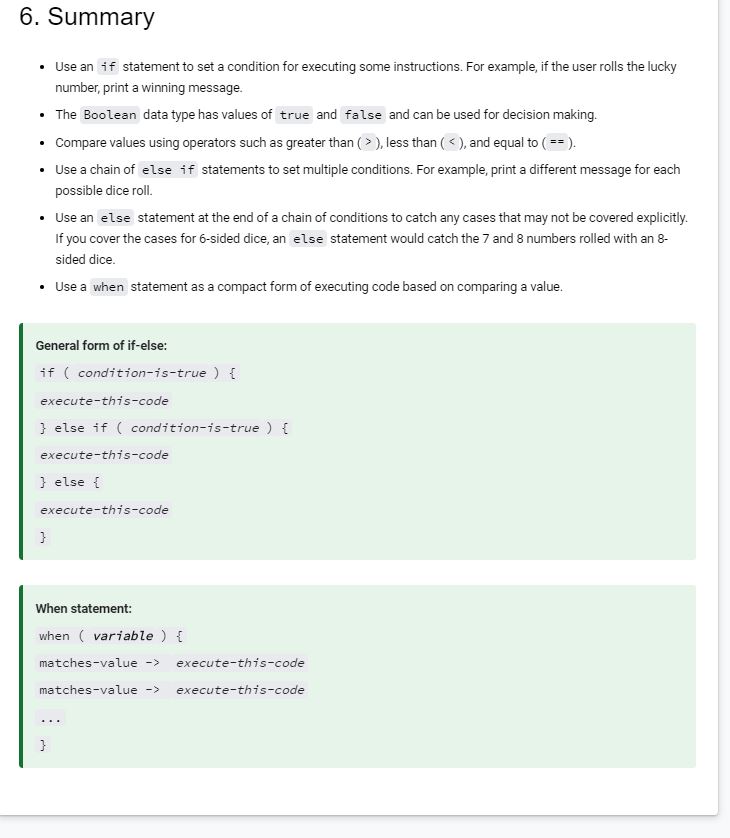 6. Summary
• Use an if statement to set a condition for executing some instructions. For example, if the user rolls the lucky
number, print a winning message.
• The Boolean data type has values of true and false and can be used for decision making.
• Compare values using operators such as greater than ( > ), less than ( < ), and equal to ( == ).
• Use a chain of else if statements to set multiple conditions. For example, print a different message for each
possible dice roll.
• Use an else statement at the end of a chain of conditions to catch any cases that may not be covered explicitly.
If you cover the cases for 6-sided dice, an else statement would catch the 7 and 8 numbers rolled with an 8-
sided dice.
• Use a when statement as a compact form of executing code based on comparing a value.
General form of if-else:
if ( condition-is-true ) {
execute-this-code
} else if ( condition-is-true ) {
execute-this-code
} else {
execute-this-code
}
When statement:
when ( variable ) {
matches-value -> execute-this-code
matches-value -> execute-this-code
...
}